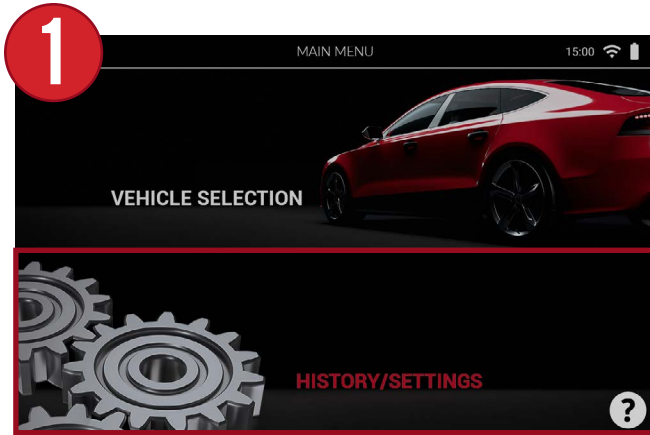 1
MAIN MENU 15:00
VEHICLE SELECTION
HISTORY/SETTINGS
?